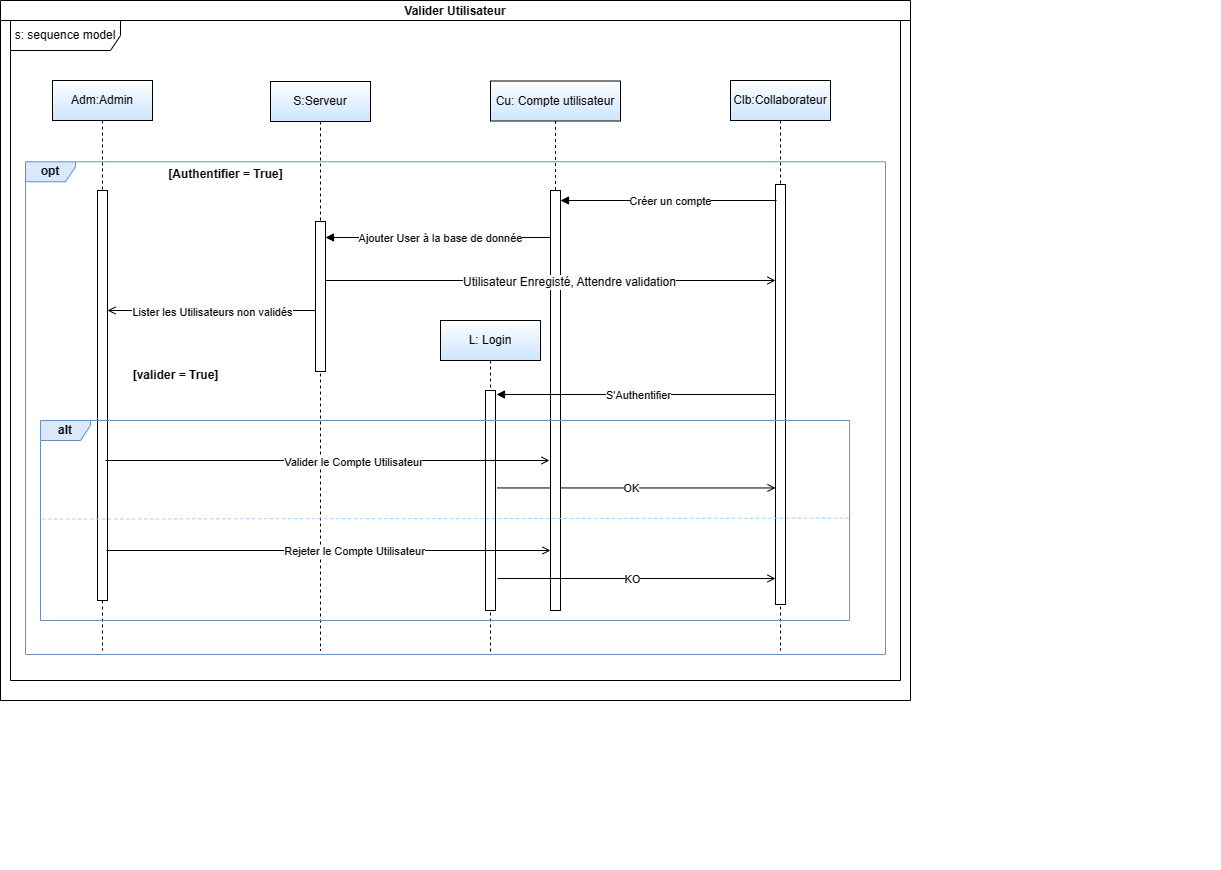 Valider Utilisateur
s: sequence model
Adm:Admin
S:Serveur
Cu: Compte utilisateur
Clb:Collaborateur
opt
[Authentifier = True]
Créer un compte
Ajouter User à la base de donnée
Utilisateur Enregisté, Attendre validation
Lister les Utilisateurs non validés
L: Login
[valider = True]
S'Authentifier
alt
Valider le Compte Utilisateur
OK
Rejeter le Compte Utilisateur
KO